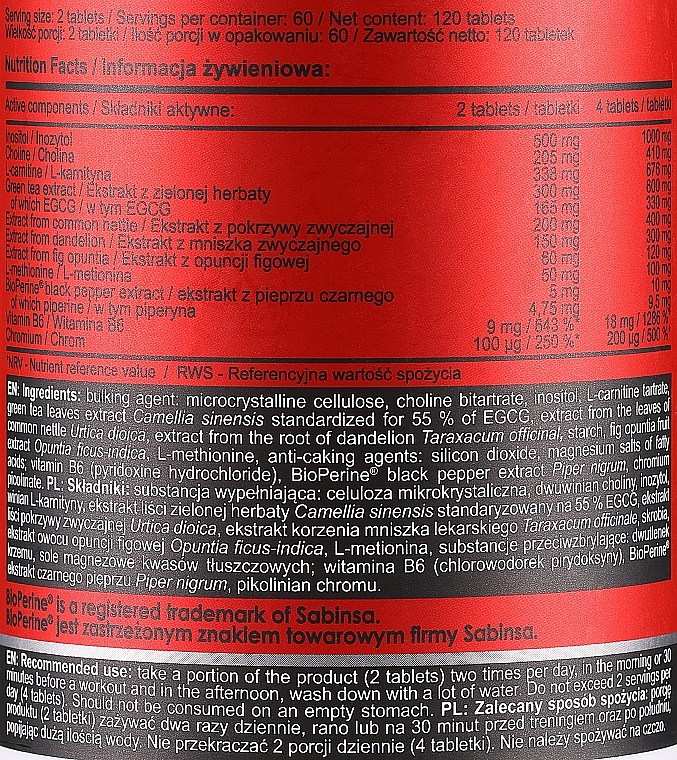 Serving size: 2 tablets / Servings per container: 60 / Net content: 120 tablets
Wielkość porcji: 2 tabletki / Ilość porcji w opakowaniu: 60 / Zawartość netto: 120 tabletek
Nutrition Facts / Informacja żywieniowa:
Active components / Składniki aktywne: 2 tablets / tabletki 4 tablets / tabletki
Inositol / Inozytol 500 mg 1000 mg
Choline / Cholina 205 mg 410 mg
L-carnitine / L-karnityna 338 mg 676 mg
Green tea extract / Ekstrakt z zielonej herbaty 300 mg 600 mg
of which EGCG / w tym EGCG 165 mg 330 mg
Extract from common nettle / Ekstrakt z pokrzywy zwyczajnej 200 mg 400 mg
Extract from dandelion / Ekstrakt z mniszka zwyczajnego 150 mg 300 mg
Extract from fig opuntia / Ekstrakt z opuncji figowej 60 mg 120 mg
L-methionine / L-metionina 50 mg 100 mg
BioPerine® black pepper extract / ekstrakt z pieprzu czarnego 5 mg 10 mg
of which piperine / w tym piperyna 4,75 mg 9,5 mg
Vitamin B6 / Witamina B6 9 mg / 643 %* 18 mg / 1286 %*
Chromium / Chrom 100 µg / 250 %* 200 µg / 500 %*
*NRV - Nutrient reference value / RWS - Referencyjna wartość spożycia
EN: Ingredients: bulking agent: microcrystalline cellulose, choline bitartrate, inositol, L-carnitine tartrate,
green tea leaves extract Camellia sinensis standardized for 55 % of EGCG, extract from the leaves of
common nettle Urtica dioica, extract from the root of dandelion Taraxacum officinal, starch, fig opuntia fruit
extract Opuntia ficus-indica, L-methionine, anti-caking agents: silicon dioxide, magnesium salts of fatty
acids; vitamin B6 (pyridoxine hydrochloride), BioPerine® black pepper extract Piper nigrum, chromium
picolinate. PL: Składniki: substancja wypełniająca: celuloza mikrokrystaliczna, dwuwinian choliny, inozytol,
winian L-karnityny, ekstrakt liści zielonej herbaty Camellia sinensis standaryzowany na 55 % EGCG, ekstrakt
liści pokrzywy zwyczajnej Urtica dioica, ekstrakt korzenia mniszka lekarskiego Taraxacum officinale, skrobia,
ekstrakt owocu opuncji figowej Opuntia ficus-indica, L-metionina, substancje przeciwzbrylające: dwutlenek
krzemu, sole magnezowe kwasów tłuszczowych; witamina B6 (chlorowodorek pirydoksyny), BioPerine®
ekstrakt czarnego pieprzu Piper nigrum, pikolinian chromu.
BioPerine® is a registered trademark of Sabinsa.
BioPerine® jest zastrzeżonym znakiem towarowym firmy Sabinsa.
EN: Recommended use: take a portion of the product (2 tablets) two times per day, in the morning or 30
minutes before a workout and in the afternoon, wash down with a lot of water. Do not exceed 2 servings per
day (4 tablets). Should not be consumed on an empty stomach. PL: Zalecany sposób spożycia: porcję
produktu (2 tabletki) zażywać dwa razy dziennie, rano lub na 30 minut przed treningiem oraz po południu,
popijając dużą ilością wody. Nie przekraczać 2 porcji dziennie (4 tabletki). Nie należy spożywać na czczo.